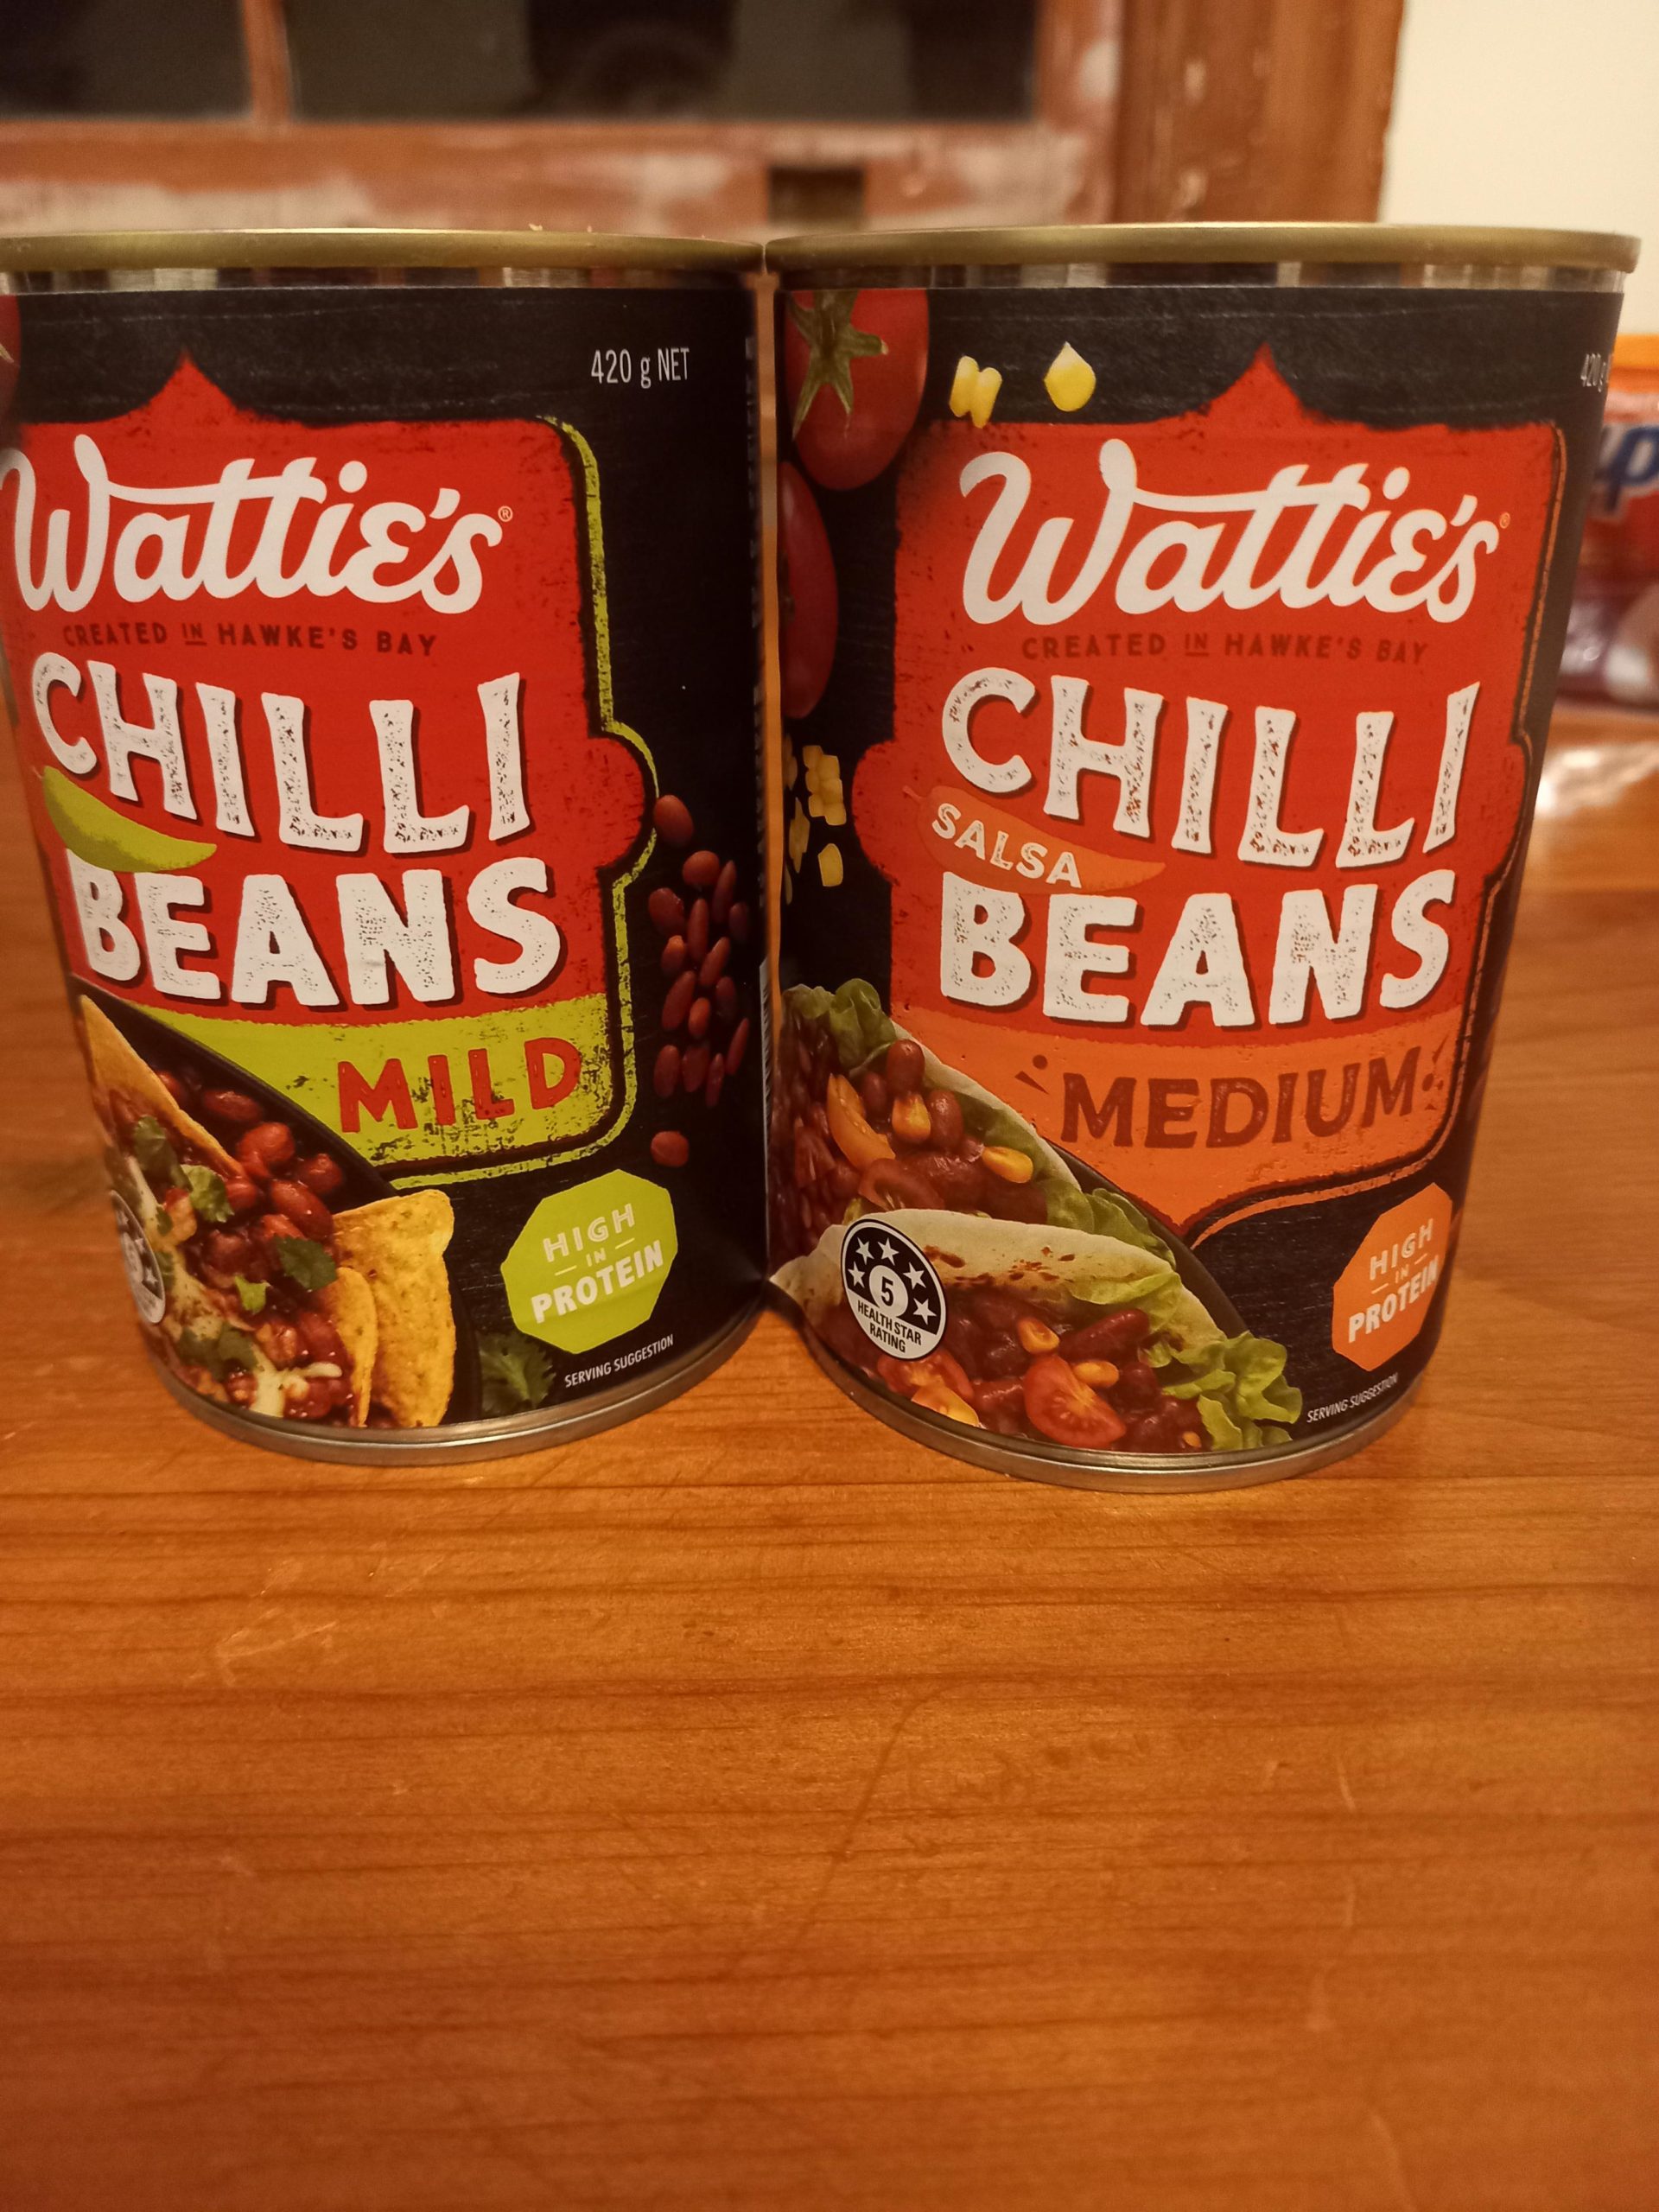 420 g NET
Wattie's®
CREATED IN HAWKE'S BAY
CHILLI
BEANS
MILD
HIGH
IN
PROTEIN
SERVING SUGGESTION
420 g
Wattie's®
CREATED IN HAWKE'S BAY
CHILLI
SALSA
BEANS
MEDIUM
HIGH
IN
PROTEIN
5
HEALTH STAR
RATING
SERVING SUGGESTION